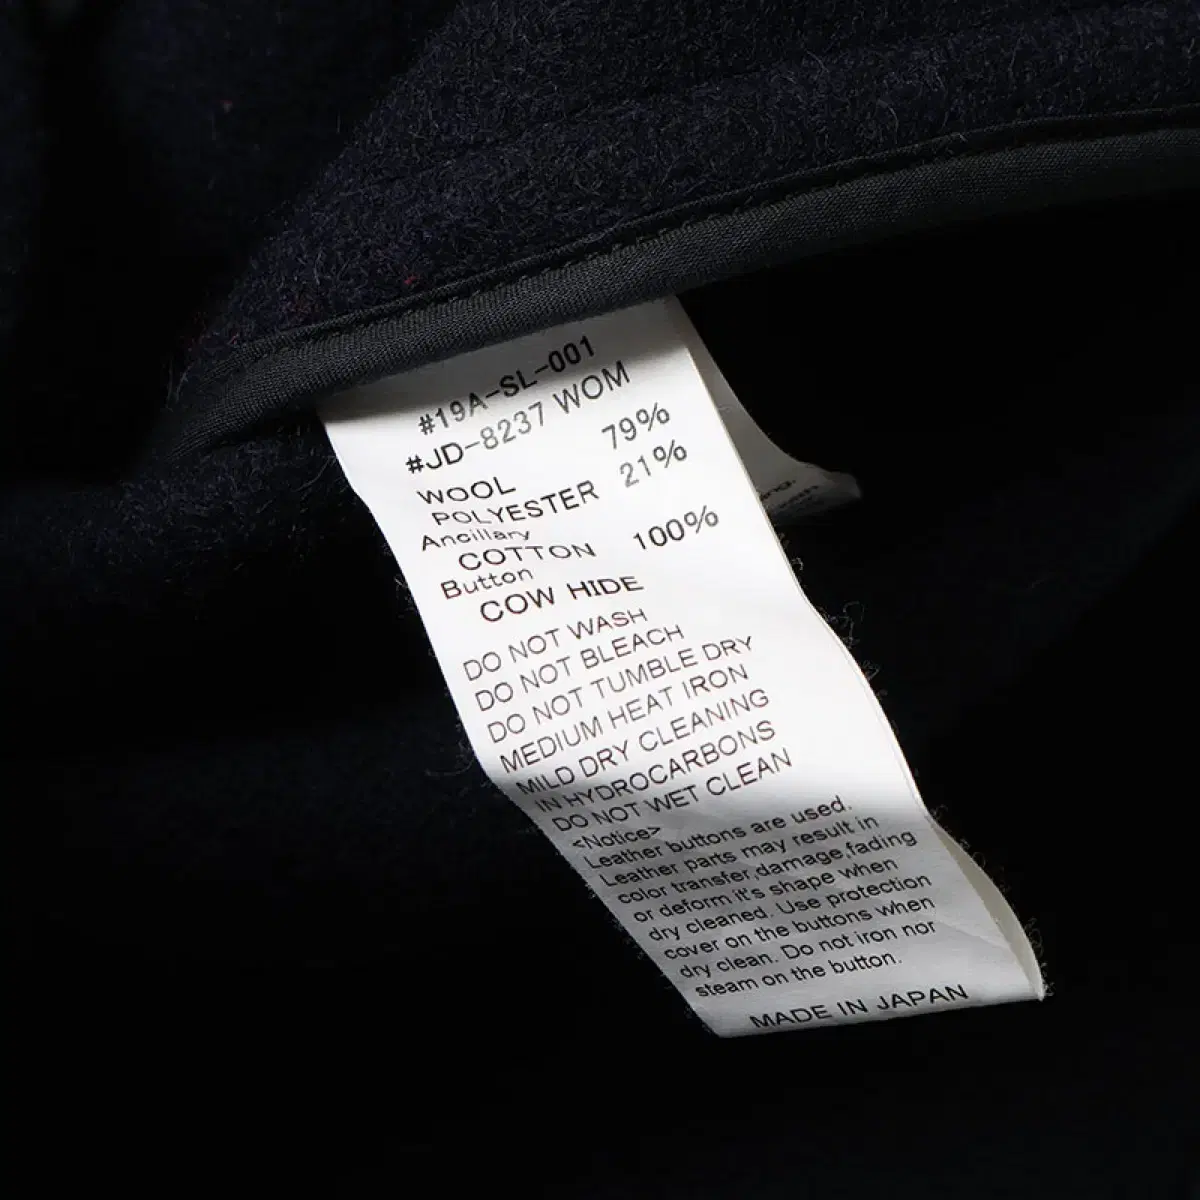 #19A-SL-001
#JD-8237 WOM
WOOL 79%
POLYESTER 21%
Ancillary
COTTON 100%
Button
COW HIDE
DO NOT WASH
DO NOT BLEACH
DO NOT TUMBLE DRY
MEDIUM HEAT IRON
MILD DRY CLEANING
IN HYDROCARBONS
DO NOT WET CLEAN
<Notice>
Leather buttons are used.
Leather parts may result in
color transfer,damage,fading
or deform it's shape when
dry cleaned. Use protection
cover on the buttons when
dry clean. Do not iron nor
steam on the button.
MADE IN JAPAN